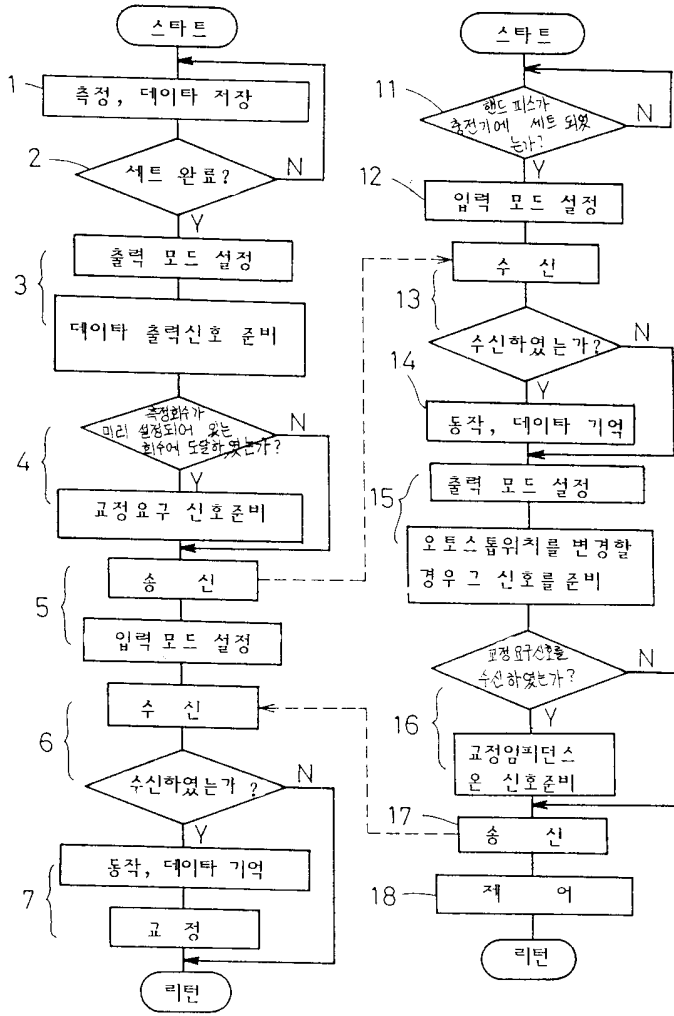 스타트
1
측정, 데이타 저장
2
세트 완료?
N
Y
출력 모드 설정
3
데이타 출력신호 준비
측정회수가
미리 설정되어 있는
회수에 도달하였는가?
N
4
Y
교정요구 신호준비
송 신
5
입력 모드 설정
수 신
6
수신하였는가?
N
Y
동작, 데이타 기억
7
교 정
리턴
스타트
11
핸드 피스가
충전기에 세트 되었
는가?
N
Y
12
입력 모드 설정
수 신
13
수신하였는가?
N
14
Y
동작, 데이타 기억
출력 모드 설정
15
오토스톱위치를 변경할
경우 그 신호를 준비
교정 요구신호를
수신하였는가?
N
16
Y
교정임피던스
온 신호준비
17
송 신
18
제 어
리턴